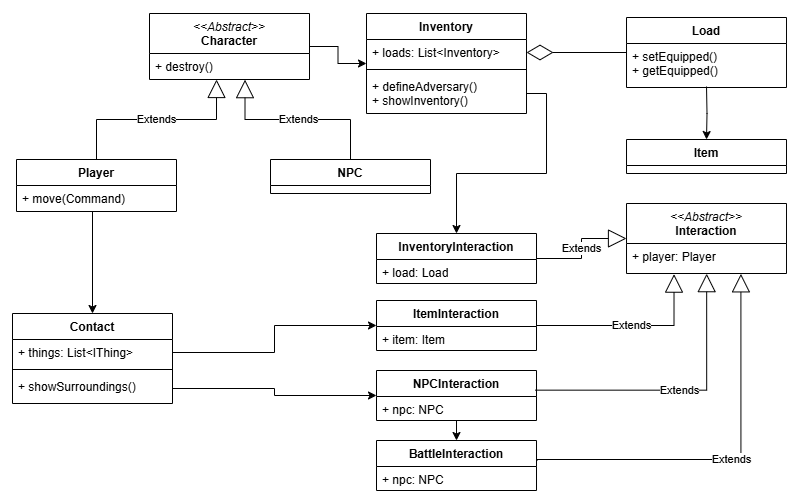 <<Abstract>>
Character
+ destroy()
Inventory
+ loads: List<Inventory>
+ defineAdversary()
+ showInventory()
Load
+ setEquipped()
+ getEquipped()
Extends
Extends
Item
Player
+ move(Command)
NPC
<<Abstract>>
Interaction
+ player: Player
InventoryInteraction
+ load: Load
Extends
Contact
+ things: List<IThing>
+ showSurroundings()
ItemInteraction
+ item: Item
Extends
NPCInteraction
+ npc: NPC
Extends
BattleInteraction
+ npc: NPC
Extends